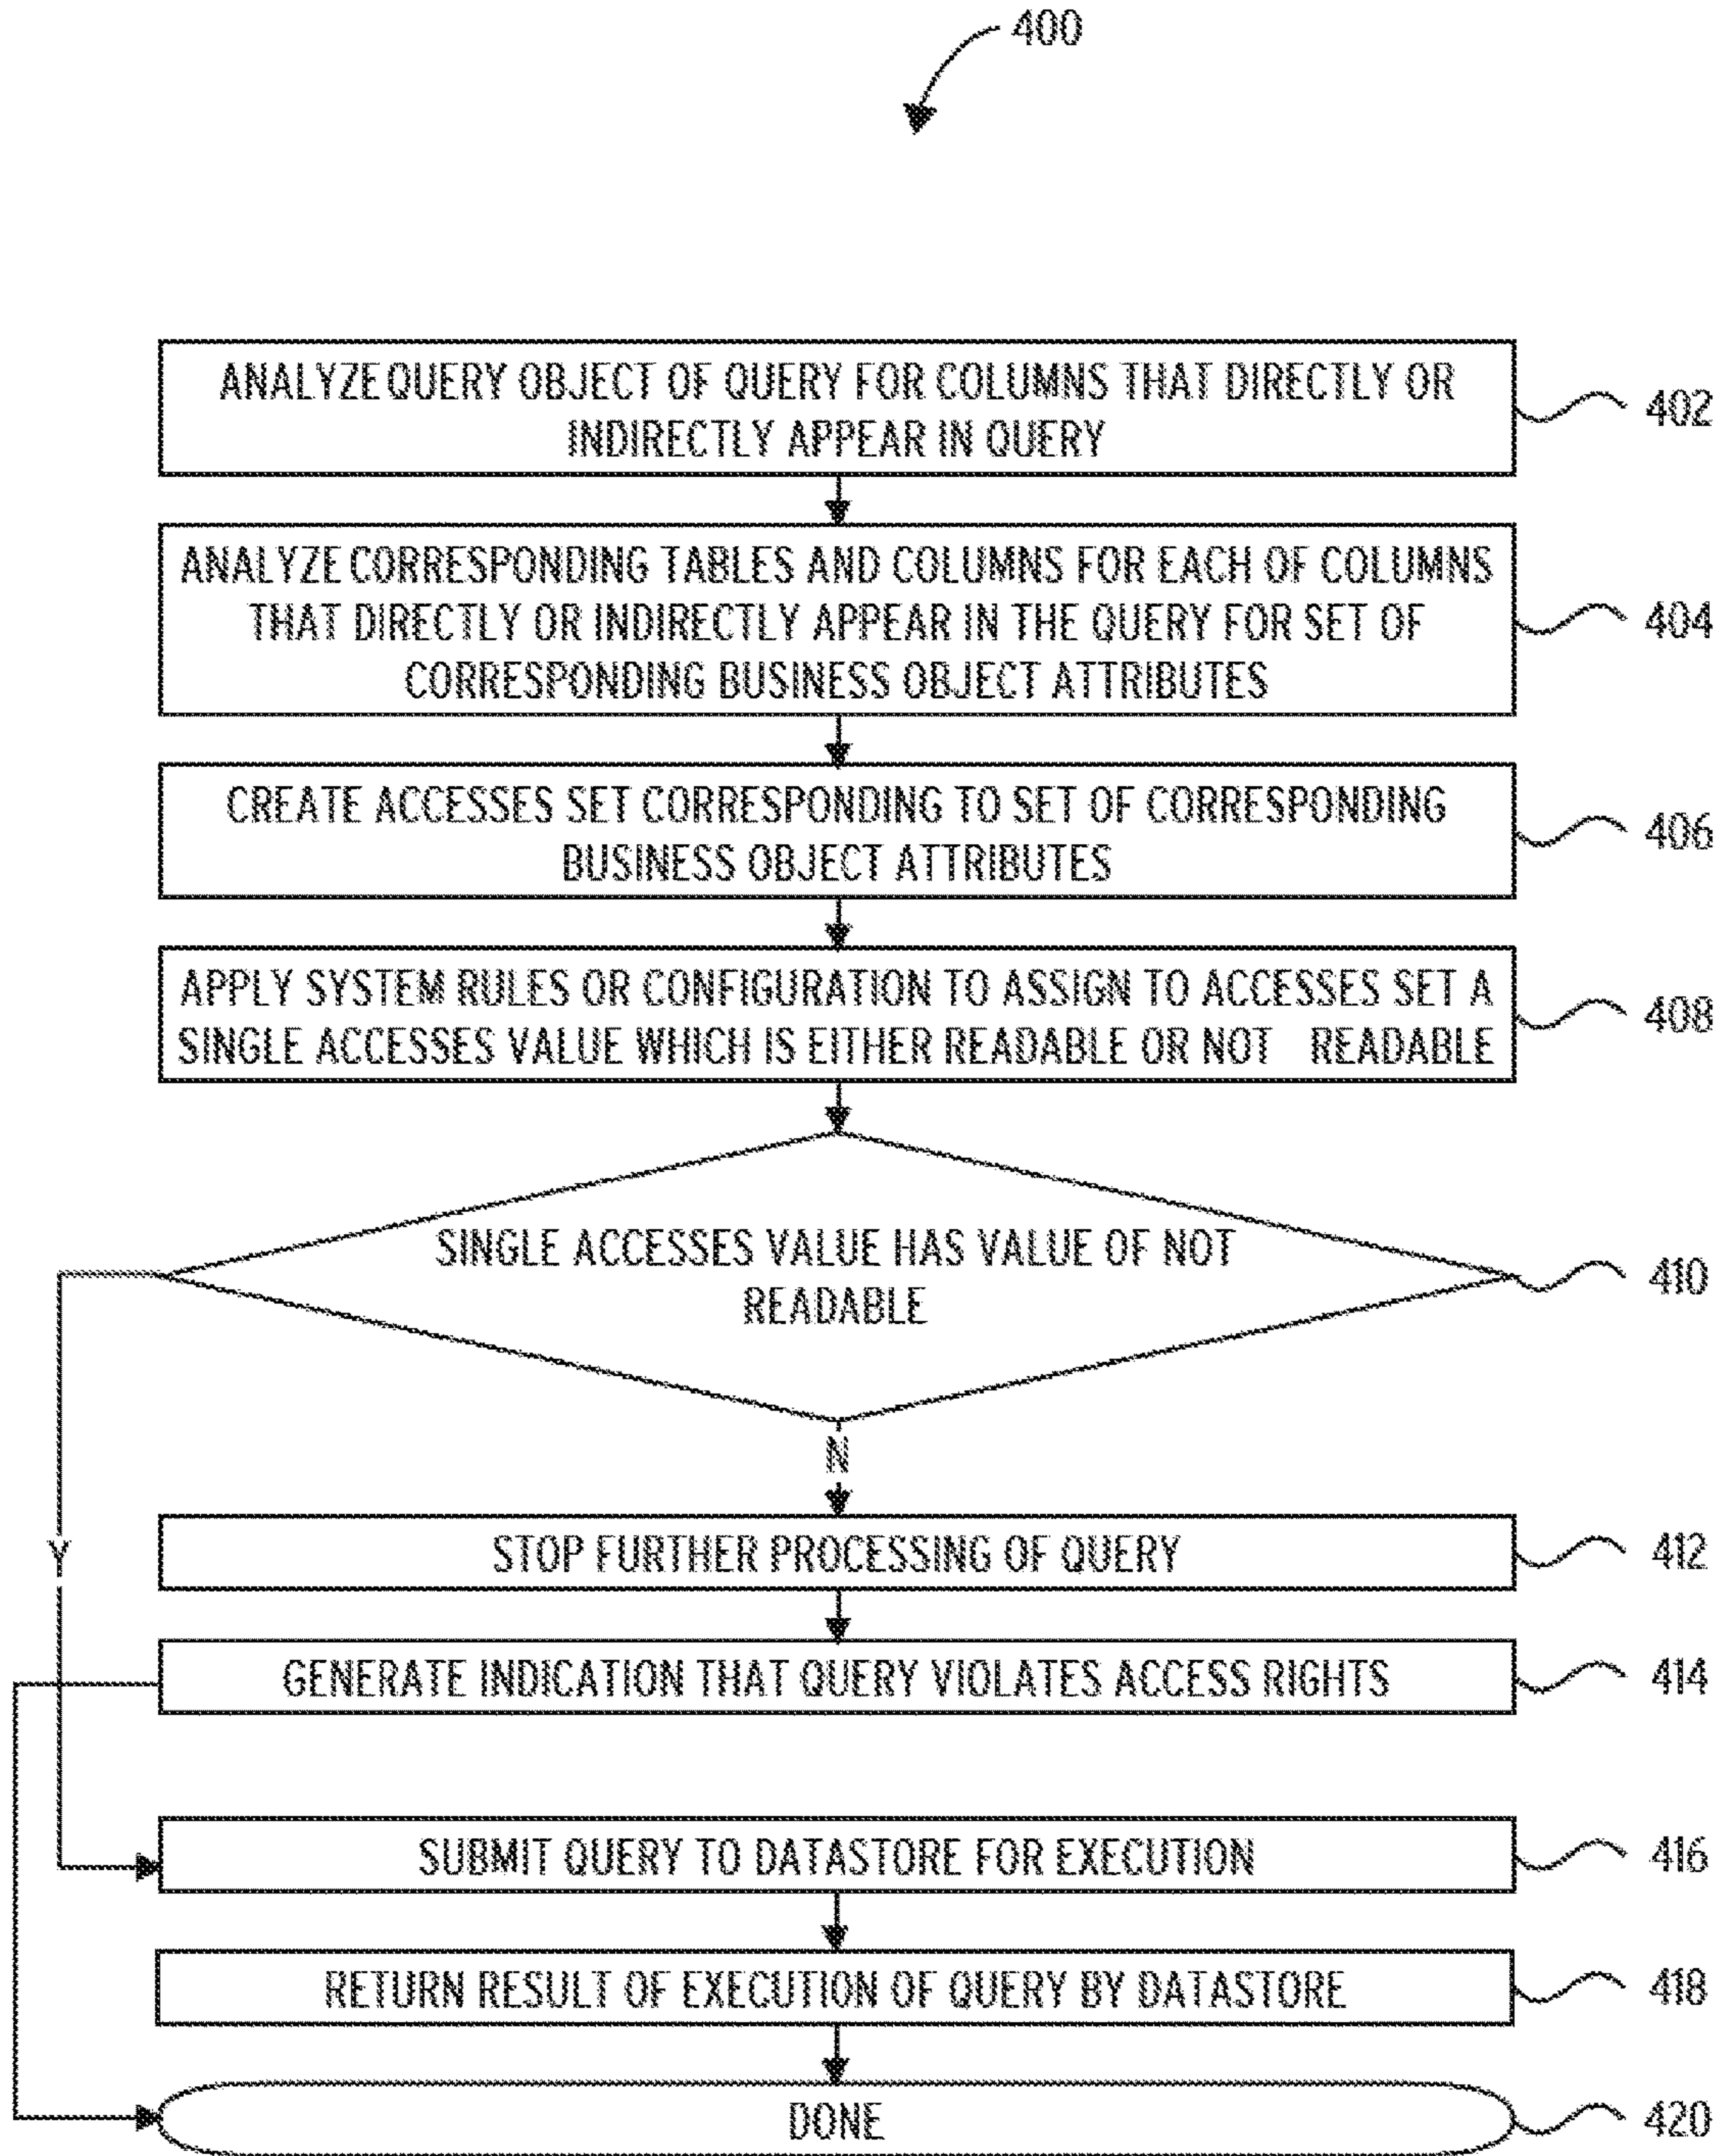 400
ANALYZE QUERY OBJECT OF QUERY FOR COLUMNS THAT DIRECTLY OR
INDIRECTLY APPEAR IN QUERY
402
ANALYZE CORRESPONDING TABLES AND COLUMNS FOR EACH OF COLUMNS
THAT DIRECTLY OR INDIRECTLY APPEAR IN THE QUERY FOR SET OF
CORRESPONDING BUSINESS OBJECT ATTRIBUTES
404
CREATE ACCESSES SET CORRESPONDING TO SET OF CORRESPONDING
BUSINESS OBJECT ATTRIBUTES
406
APPLY SYSTEM RULES OR CONFIGURATION TO ASSIGN TO ACCESSES SET A
SINGLE ACCESSES VALUE WHICH IS EITHER READABLE OR NOT READABLE
408
SINGLE ACCESSES VALUE HAS VALUE OF NOT
READABLE
410
N
Y
STOP FURTHER PROCESSING OF QUERY
412
GENERATE INDICATION THAT QUERY VIOLATES ACCESS RIGHTS
414
SUBMIT QUERY TO DATASTORE FOR EXECUTION
416
RETURN RESULT OF EXECUTION OF QUERY BY DATASTORE
418
DONE
420